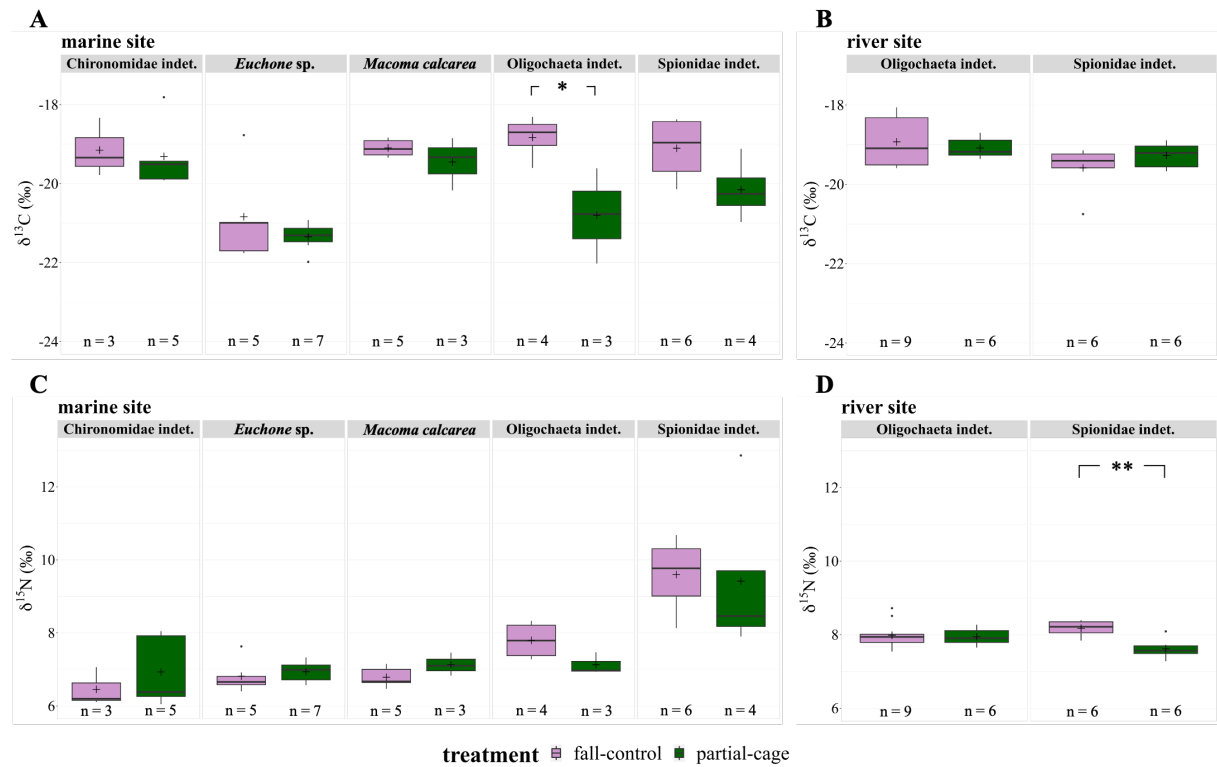 A
marine site
Chironomidae indet. Euchone sp. Macoma calcarea Oligochaeta indet. Spionidae indet.
*
δ13C (‰)
-18
-20
-22
-24
n = 3 n = 5 n = 5 n = 7 n = 5 n = 3 n = 4 n = 3 n = 6 n = 4
B
river site
Oligochaeta indet. Spionidae indet.
δ13C (‰)
-18
-20
-22
-24
n = 9 n = 6 n = 6 n = 6
C
marine site
Chironomidae indet. Euchone sp. Macoma calcarea Oligochaeta indet. Spionidae indet.
δ15N (‰)
12
10
8
6
n = 3 n = 5 n = 5 n = 7 n = 5 n = 3 n = 4 n = 3 n = 6 n = 4
D
river site
Oligochaeta indet. Spionidae indet.
**
δ15N (‰)
12
10
8
6
n = 9 n = 6 n = 6 n = 6
treatment fall-control partial-cage